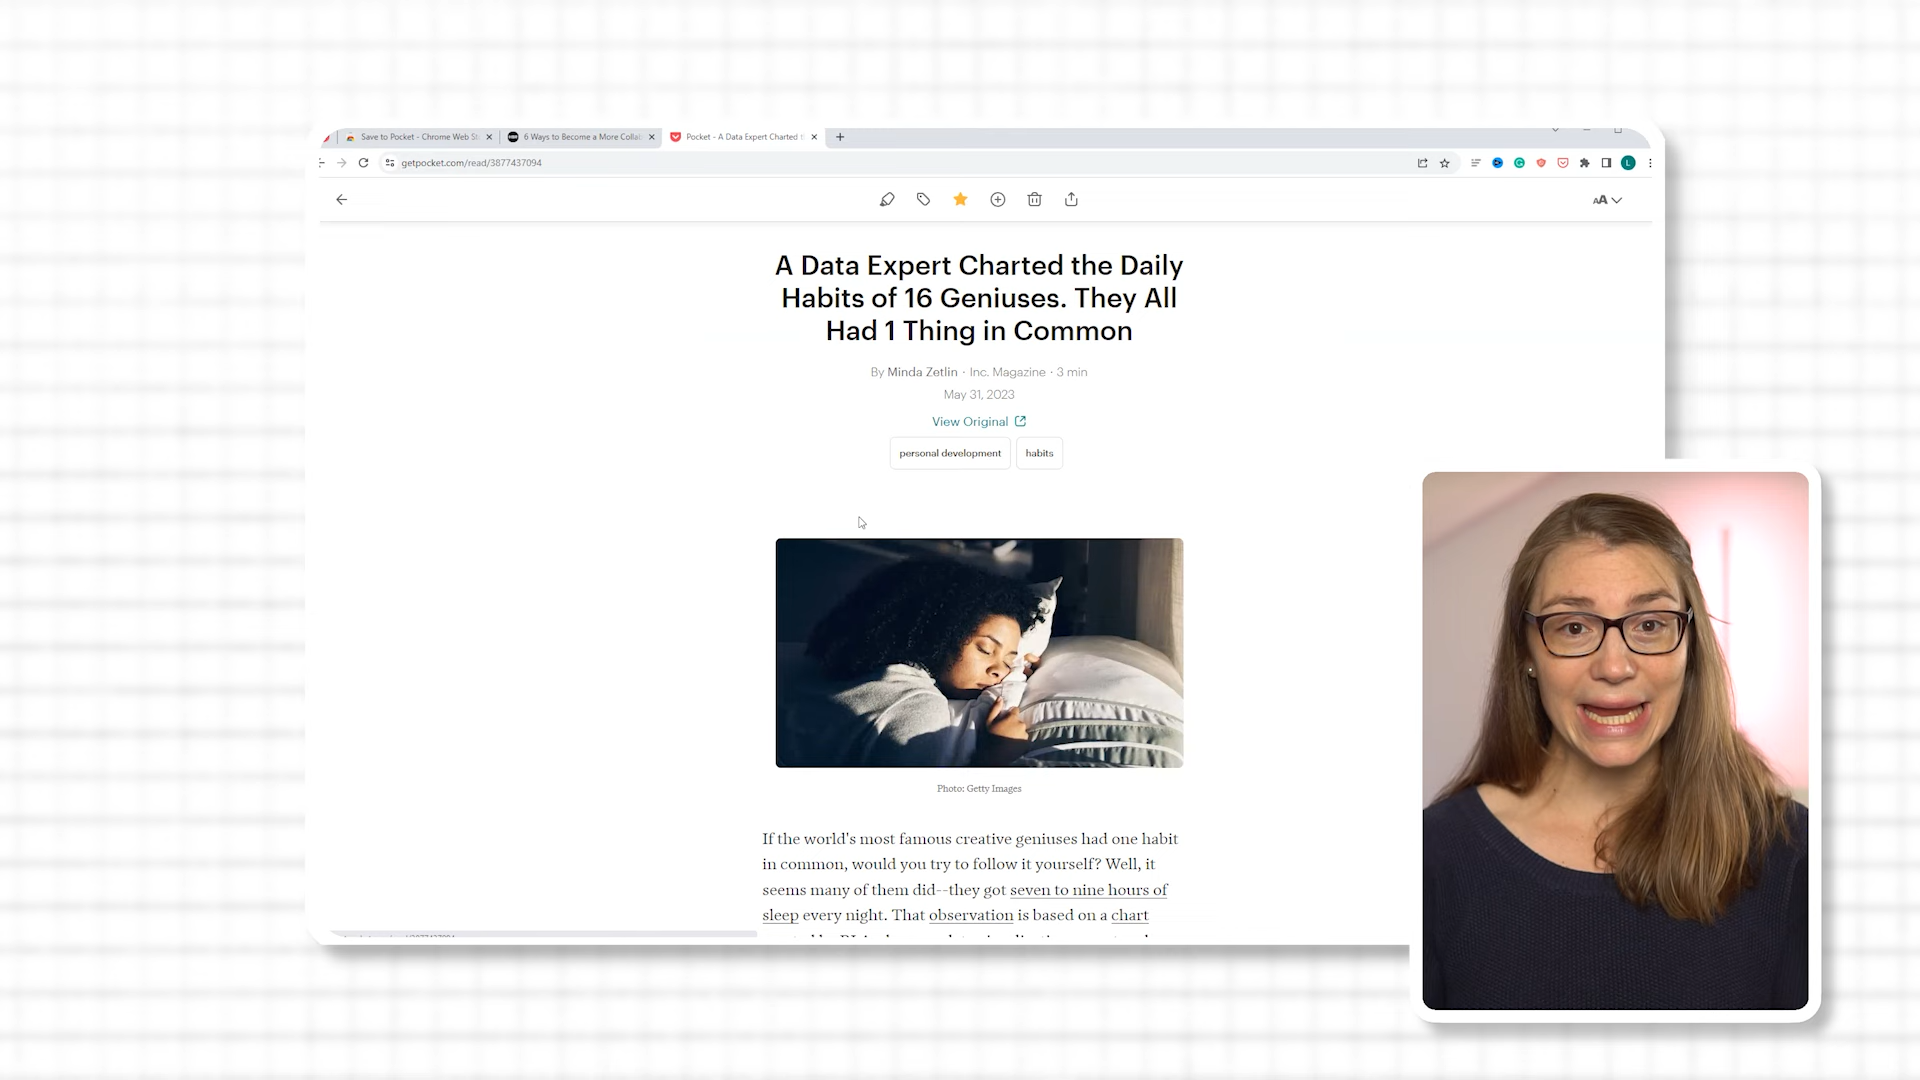 Save to Pocket - Chrome Web St
6 Ways to Become a More Collab
Pocket - A Data Expert Charted t
getpocket.com/read/3877437094
L
AA
A Data Expert Charted the Daily
Habits of 16 Geniuses. They All
Had 1 Thing in Common
By Minda Zetlin · Inc. Magazine · 3 min
May 31, 2023
View Original
personal development
habits
Photo: Getty Images
If the world's most famous creative geniuses had one habit
in common, would you try to follow it yourself? Well, it
seems many of them did--they got seven to nine hours of
sleep every night. That observation is based on a chart